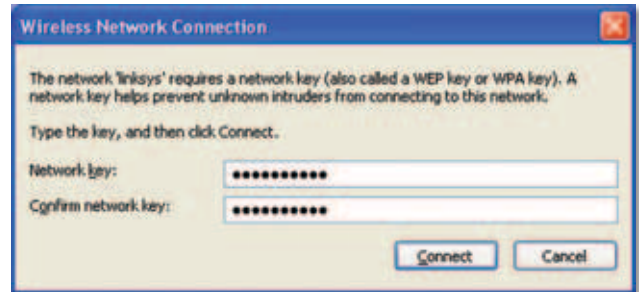 Wireless Network Connection
The network 'linksys' requires a network key (also called a WEP key or WPA key). A
network key helps prevent unknown intruders from connecting to this network.
Type the key, and then click Connect.
Network key: ●●●●●●●●●●
Confirm network key: ●●●●●●●●●●
Connect Cancel